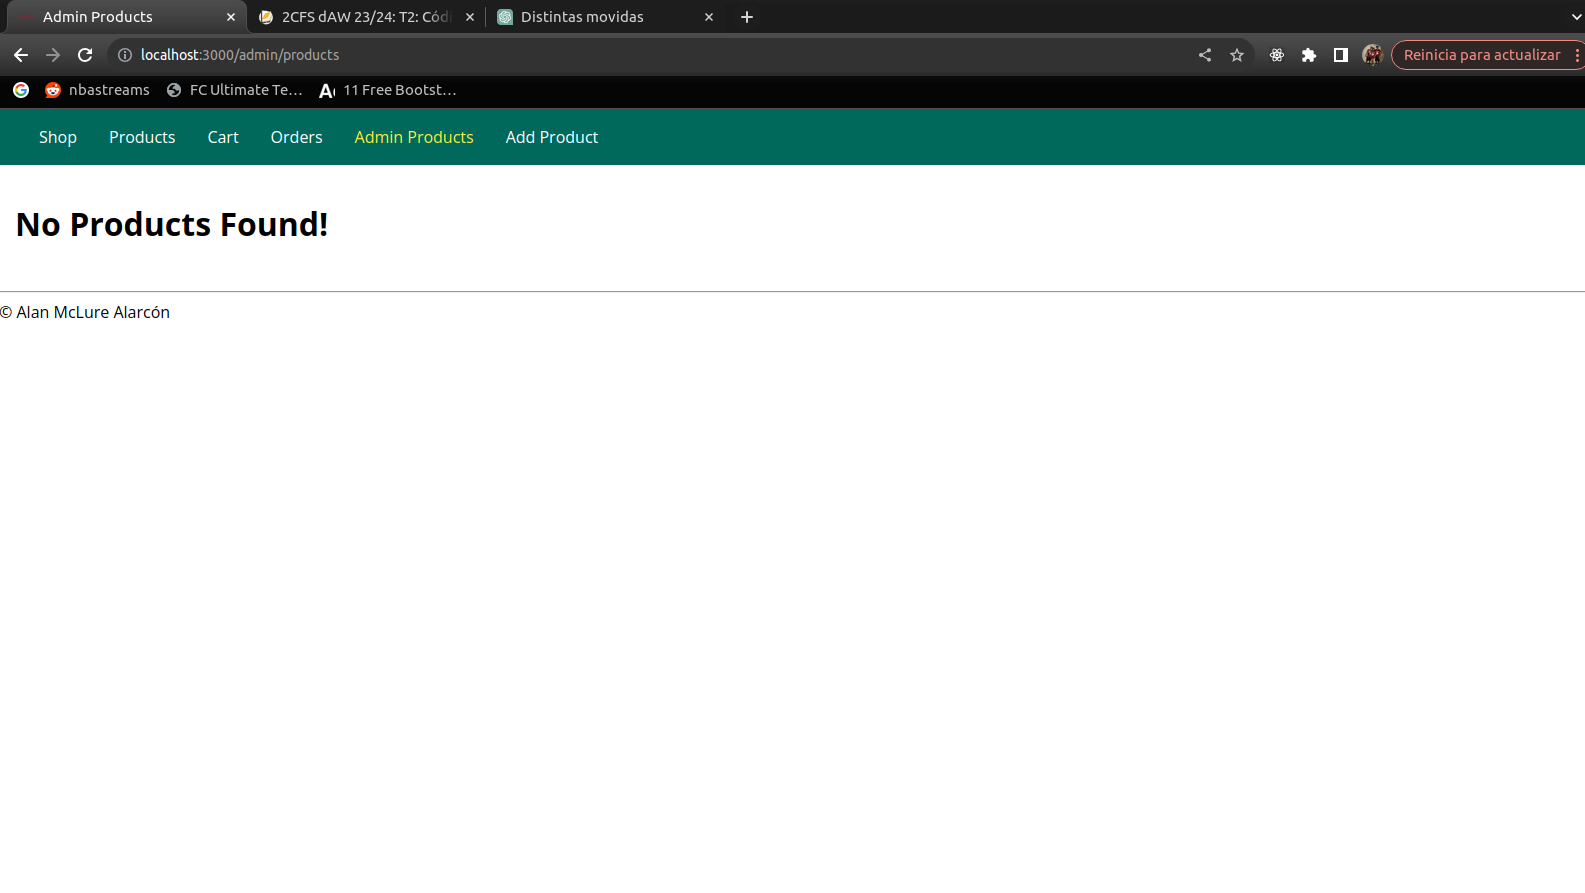 Admin Products
2CFS dAW 23/24: T2: Códi
Distintas movidas
localhost:3000/admin/products
Reinicia para actualizar
nbastreams
FC Ultimate Te...
11 Free Bootst...
Shop Products Cart Orders Admin Products Add Product
No Products Found!
© Alan McLure Alarcón